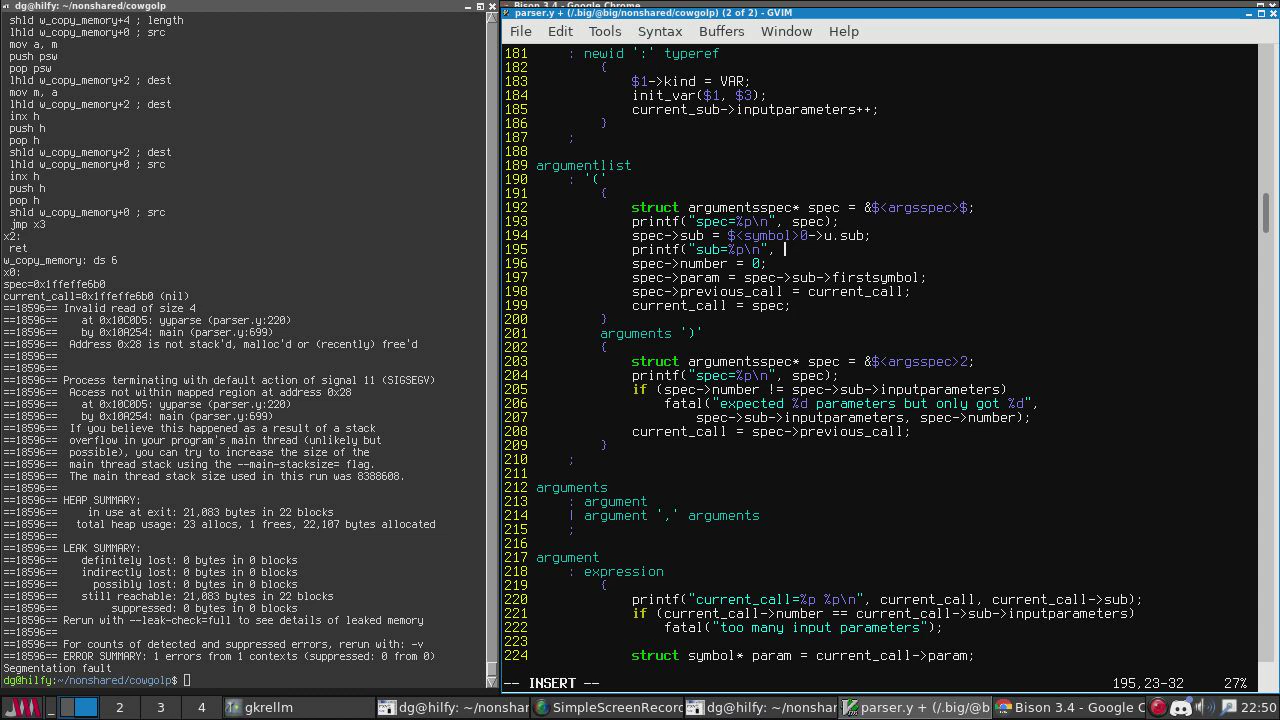 dg@hilfy: ~/nonshared/cowgolp
shld w_copy_memory+4 ; length
lhld w_copy_memory+0 ; src
mov a, m
push psw
pop psw
lhld w_copy_memory+2 ; dest
mov m, a
lhld w_copy_memory+2 ; dest
inx h
push h
pop h
shld w_copy_memory+2 ; dest
lhld w_copy_memory+0 ; src
inx h
push h
pop h
shld w_copy_memory+0 ; src
jmp x3
x2:
ret
w_copy_memory: ds 6
x0:
spec=0x1ffeffe6b0
current_call=0x1ffeffe6b0 (nil)
==18596== Invalid read of size 4
==18596==    at 0x10C005: yyparse (parser.y:220)
==18596==    by 0x10A254: main (parser.y:699)
==18596==  Address 0x28 is not stack'd, malloc'd or (recently) free'd
==18596==
==18596==
==18596== Process terminating with default action of signal 11 (SIGSEGV)
==18596==  Access not within mapped region at address 0x28
==18596==    at 0x10C005: yyparse (parser.y:220)
==18596==    by 0x10A254: main (parser.y:699)
==18596==  If you believe this happened as a result of a stack
==18596==  overflow in your program's main thread (unlikely but
==18596==  possible), you can try to increase the size of the
==18596==  main thread stack using the --main-stacksize= flag.
==18596==  The main thread stack size used in this run was 8388608.
==18596==
==18596== HEAP SUMMARY:
==18596==     in use at exit: 21,083 bytes in 22 blocks
==18596==   total heap usage: 23 allocs, 1 frees, 22,107 bytes allocated
==18596==
==18596== LEAK SUMMARY:
==18596==    definitely lost: 0 bytes in 0 blocks
==18596==    indirectly lost: 0 bytes in 0 blocks
==18596==      possibly lost: 0 bytes in 0 blocks
==18596==    still reachable: 21,083 bytes in 22 blocks
==18596==         suppressed: 0 bytes in 0 blocks
==18596== Rerun with --leak-check=full to see details of leaked memory
==18596==
==18596== For counts of detected and suppressed errors, rerun with: -v
==18596== ERROR SUMMARY: 1 errors from 1 contexts (suppressed: 0 from 0)
Segmentation fault
dg@hilfy:~/nonshared/cowgolp$
Bison 3.4 - Google Chrome
parser.y + (/.big/@big/nonshared/cowgolp) (2 of 2) - GVIM
File Edit Tools Syntax Buffers Window Help
181     : newid ':' typeref
182         {
183             $1->kind = VAR;
184             init_var($1, $3);
185             current_sub->inputparameters++;
186         }
187     ;
188
189 argumentlist
190     : '('
191         {
192             struct argumentsspec* spec = &$<argsspec>$;
193             printf("spec=%p\n", spec);
194             spec->sub = $<symbol>0->u.sub;
195             printf("sub=%p\n",
196             spec->number = 0;
197             spec->param = spec->sub->firstsymbol;
198             spec->previous_call = current_call;
199             current_call = spec;
200         }
201         arguments ')'
202         {
203             struct argumentsspec* spec = &$<argsspec>2;
204             printf("spec=%p\n", spec);
205             if (spec->number != spec->sub->inputparameters)
206                 fatal("expected %d parameters but only got %d",
207                     spec->sub->inputparameters, spec->number);
208             current_call = spec->previous_call;
209         }
210     ;
211
212 arguments
213     : argument
214     | argument ',' arguments
215     ;
216
217 argument
218     : expression
219         {
220             printf("current_call=%p %p\n", current_call, current_call->sub);
221             if (current_call->number == current_call->sub->inputparameters)
222                 fatal("too many input parameters");
223
224             struct symbol* param = current_call->param;
-- INSERT -- 195,23-32 27%
2 3 4 gkrellm dg@hilfy: ~/nonshar SimpleScreenRecor dg@hilfy: ~/nonshar parser.y + (/.big/@b Bison 3.4 - Google 22:50